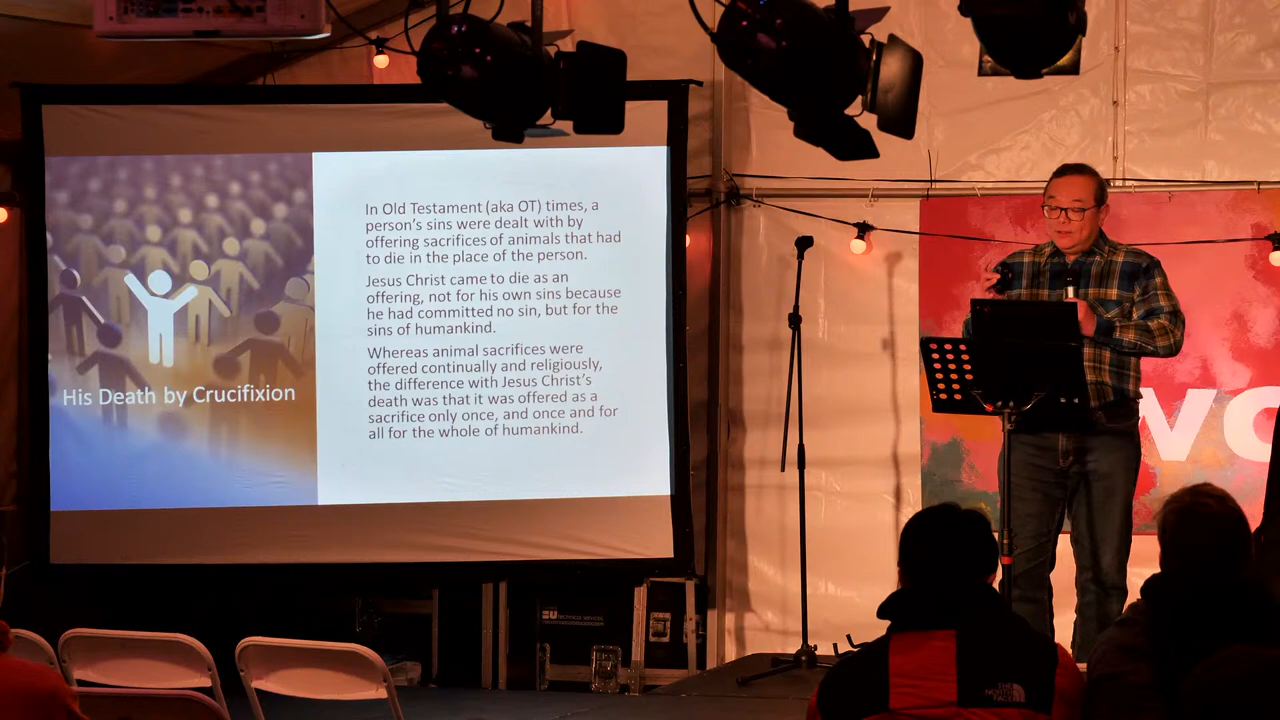 In Old Testament (aka OT) times, a
person's sins were dealt with by
offering sacrifices of animals that had
to die in the place of the person.
Jesus Christ came to die as an
offering, not for his own sins because
he had committed no sin, but for the
sins of humankind.
Whereas animal sacrifices were
offered continually and religiously,
the difference with Jesus Christ's
death was that it was offered as a
sacrifice only once, and once and for
all for the whole of humankind.
His Death by Crucifixion
THE
NORTH
FACE
TECHNICAL SERVICES